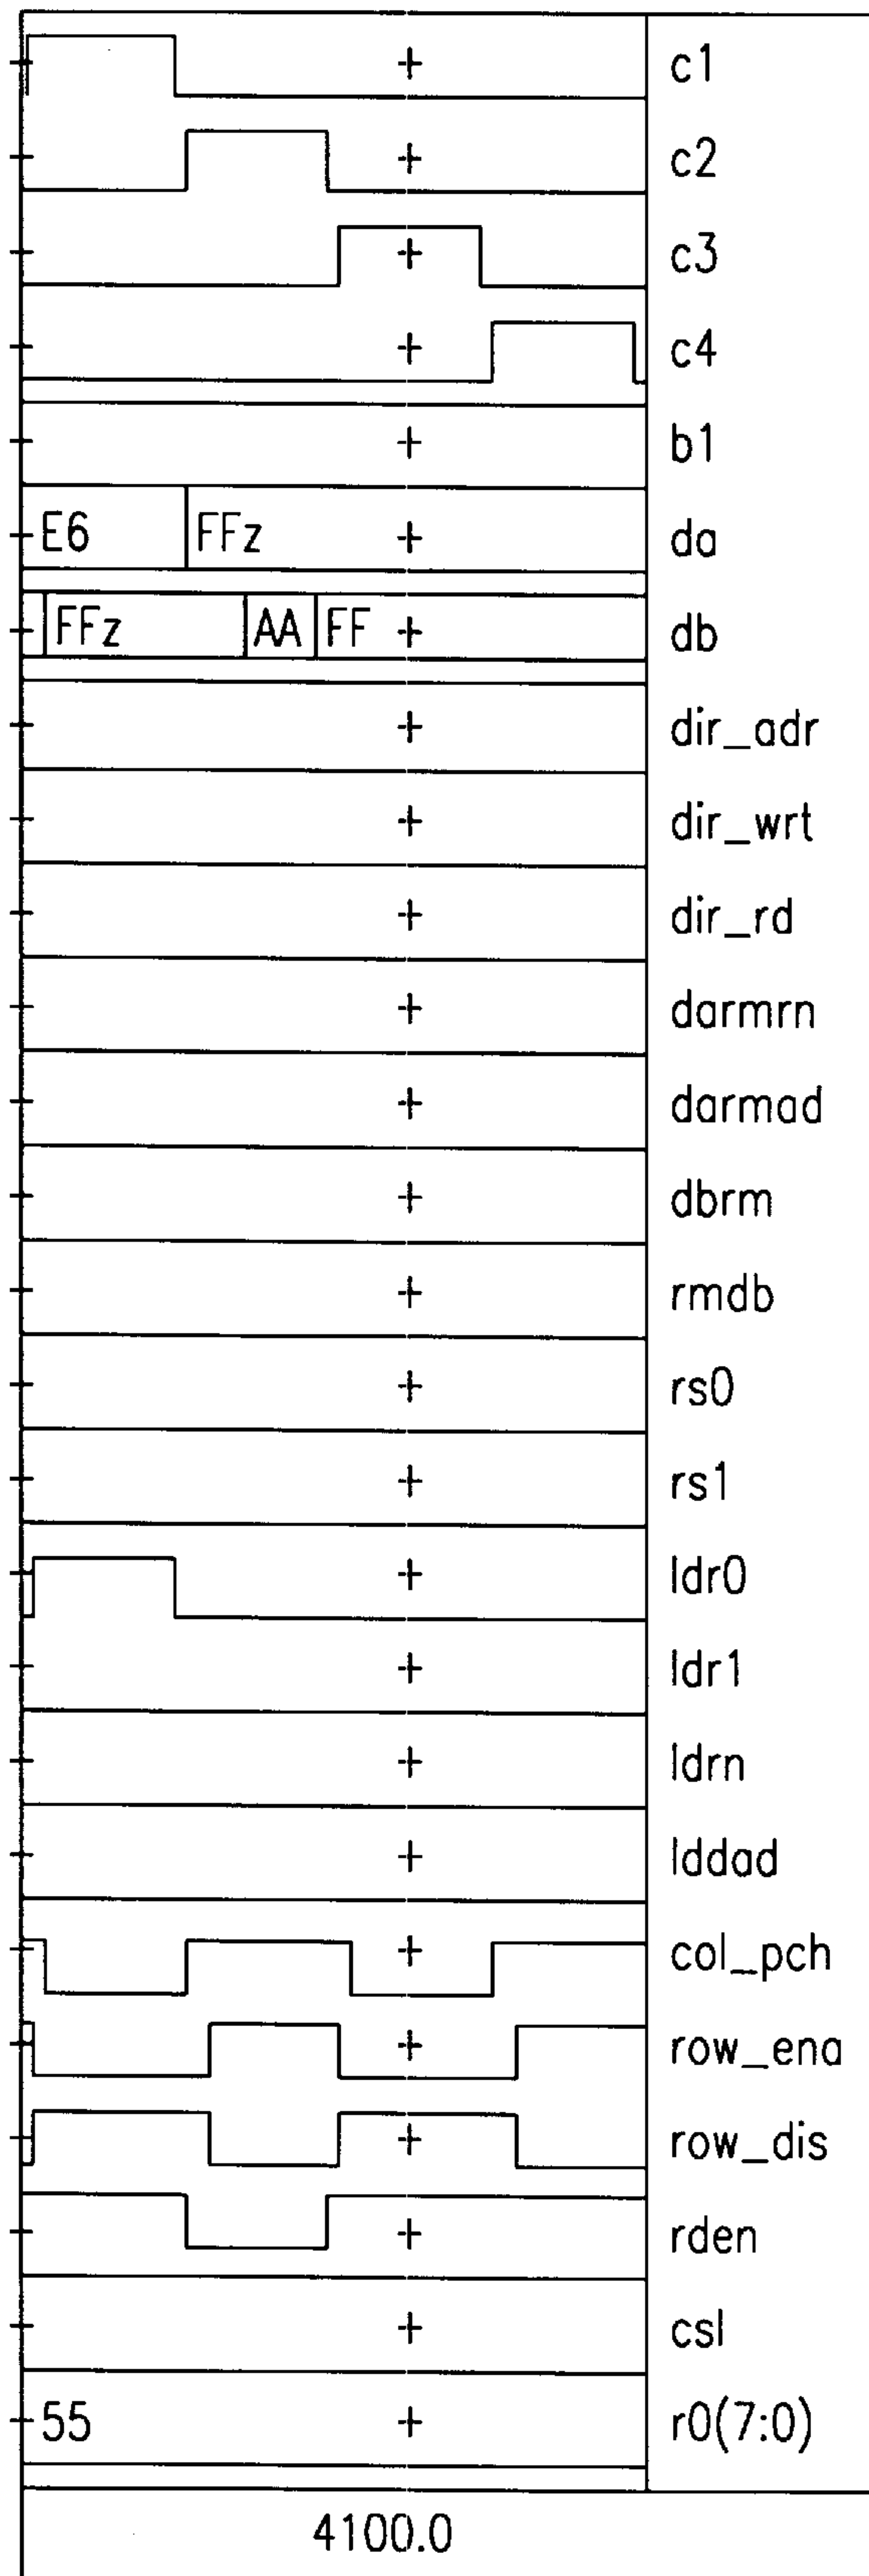 c1
c2
c3
c4
b1
E6 FFz da
FFz AA FF db
dir_adr
dir_wrt
dir_rd
darmrn
darmad
dbrm
rmdb
rs0
rs1
ldr0
ldr1
ldrn
lddad
col_pch
row_ena
row_dis
rden
csl
55 r0(7:0)
4100.0